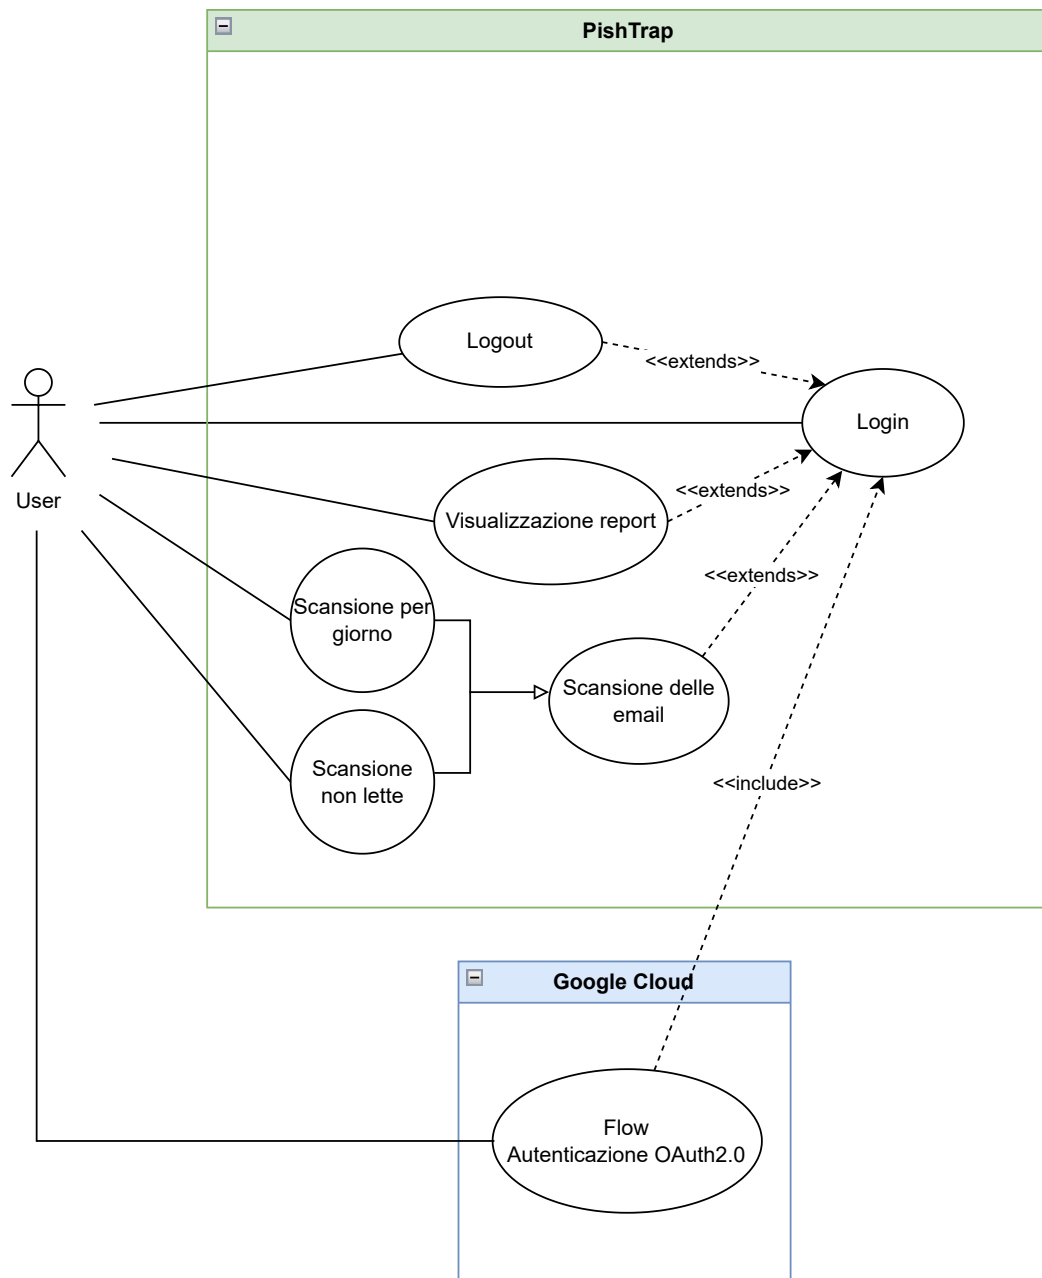 PishTrap
Logout
<<extends>>
Login
User
<<extends>>
Visualizzazione report
<<extends>>
Scansione per
giorno
Scansione delle
email
Scansione
non lette
<<include>>
Google Cloud
Flow
Autenticazione OAuth2.0